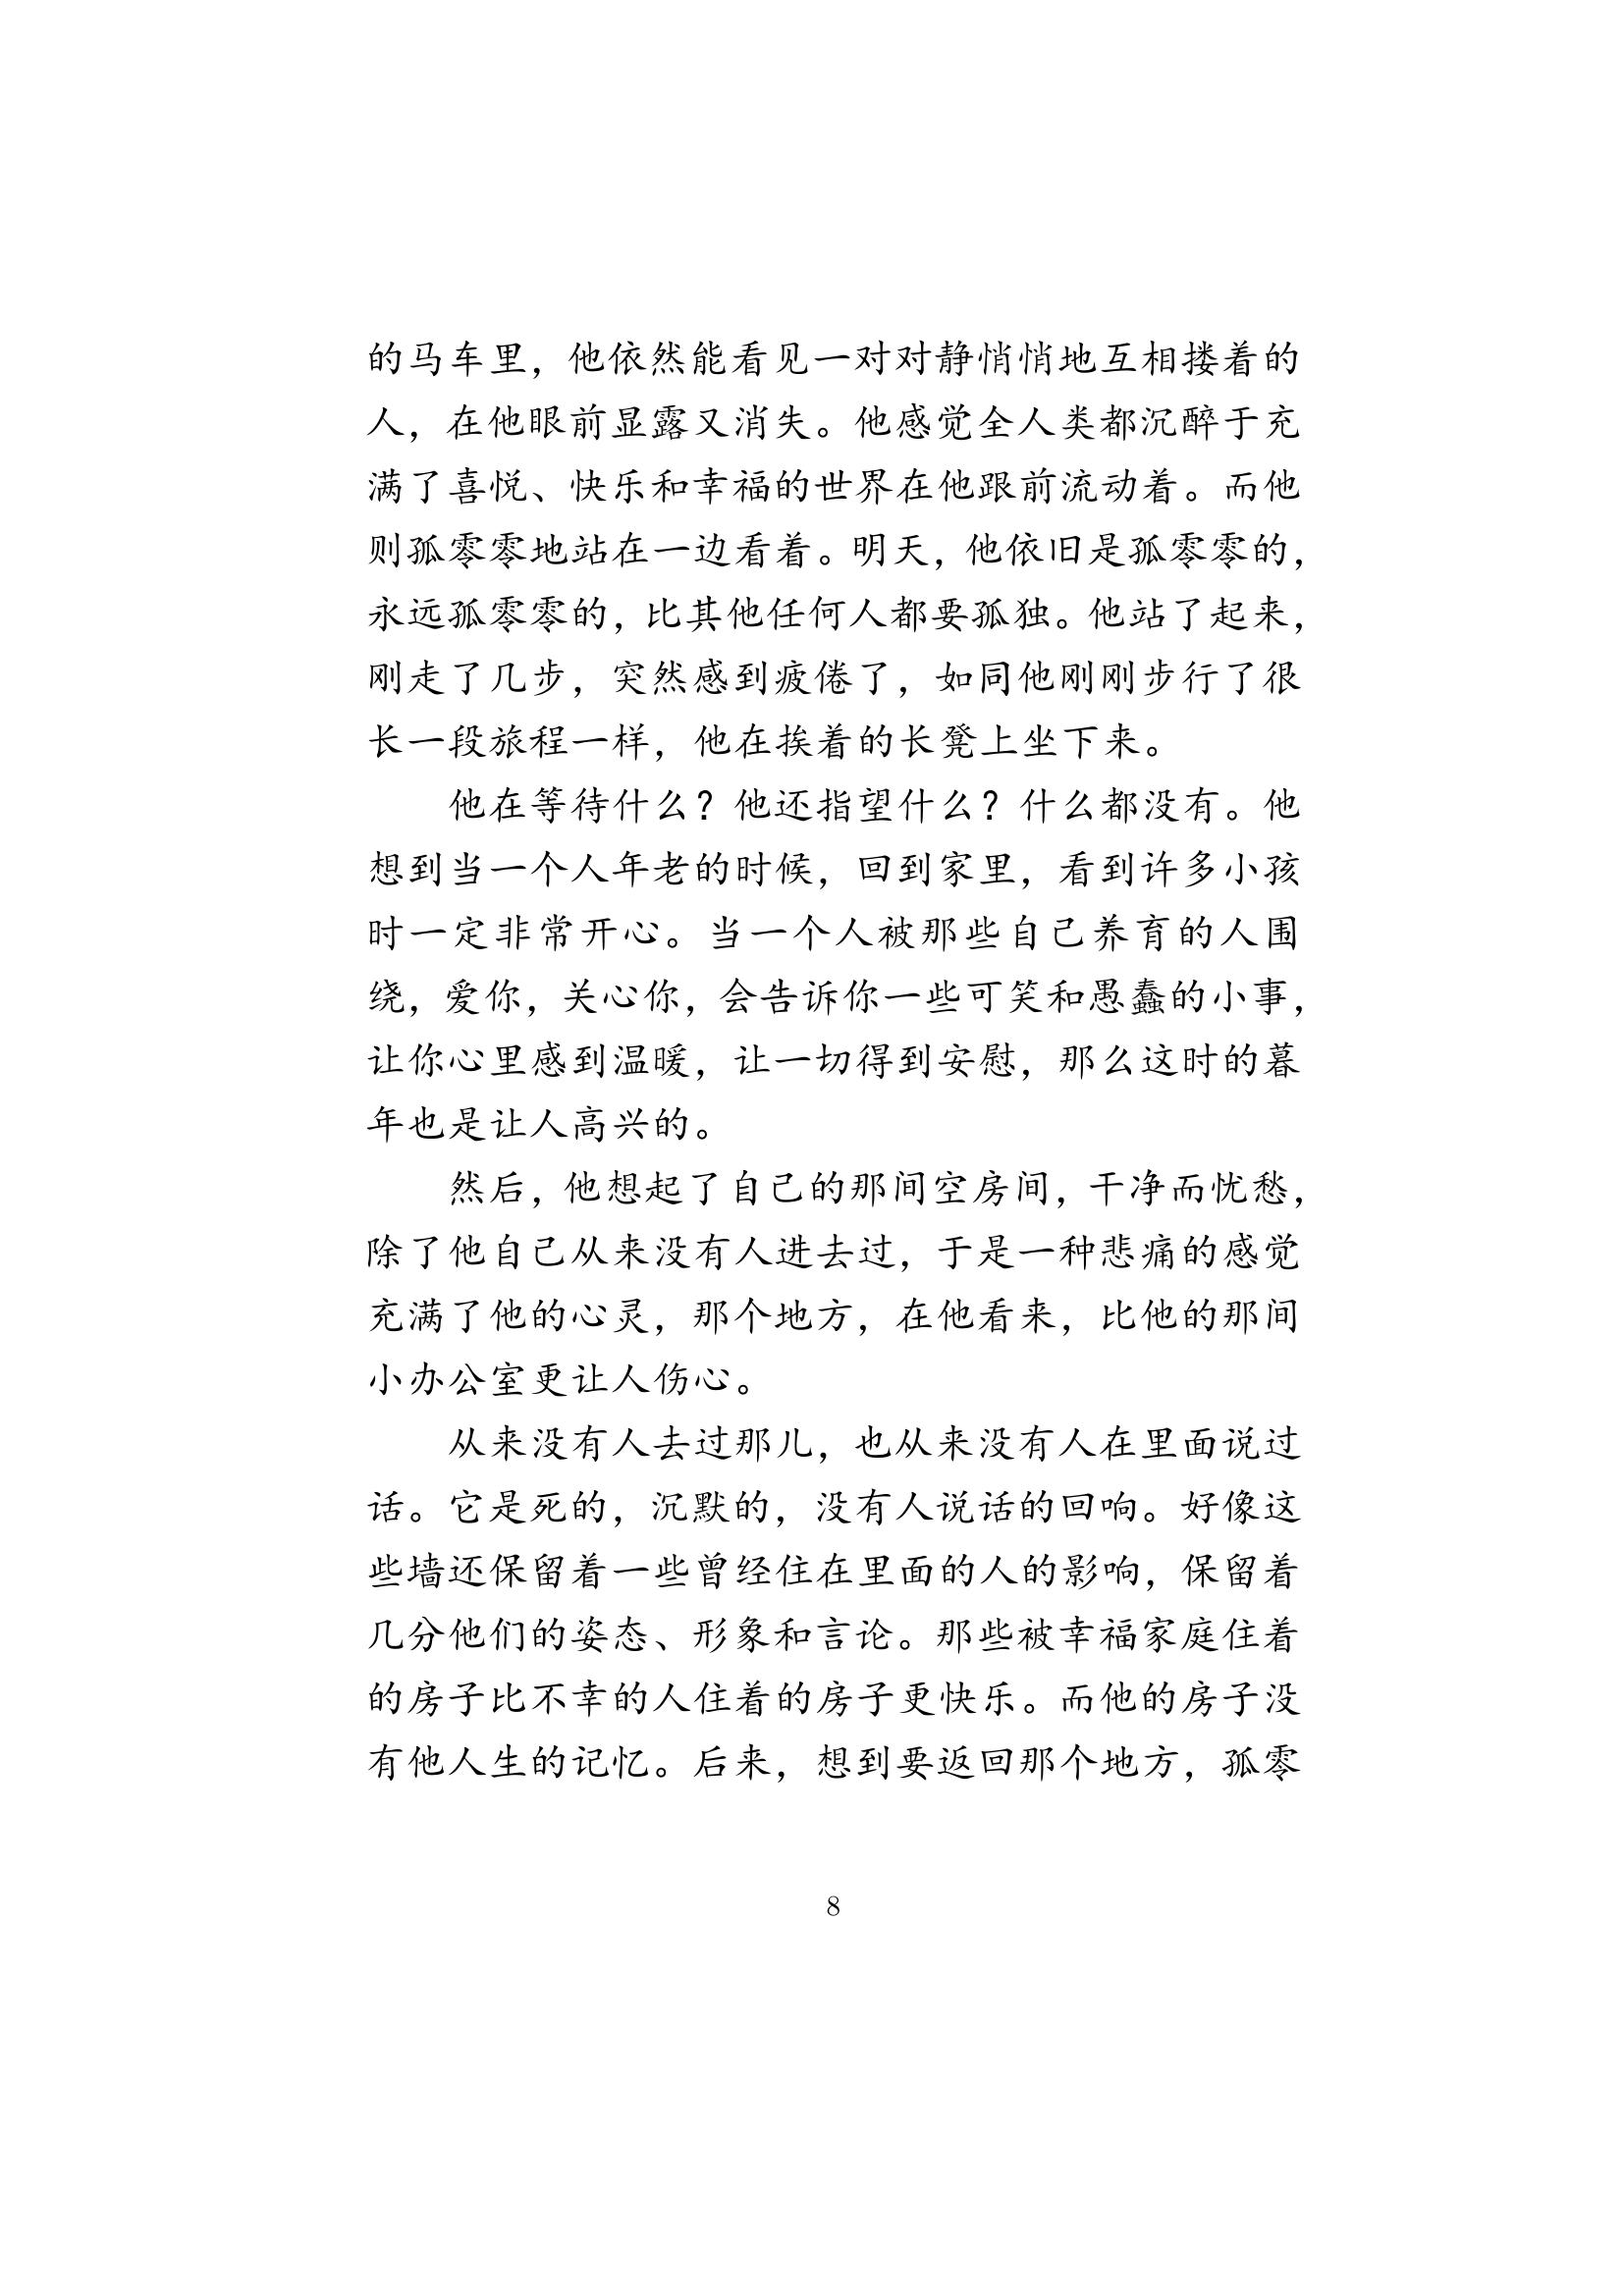 的马车里，他依然能看见一对对静悄悄地互相搂着的
人，在他眼前显露又消失。他感觉全人类都沉醉于充
满了喜悦、快乐和幸福的世界在他跟前流动着。而他
则孤零零地站在一边看着。明天，他依旧是孤零零的，
永远孤零零的，比其他任何人都要孤独。他站了起来，
刚走了几步，突然感到疲倦了，如同他刚刚步行了很
长一段旅程一样，他在挨着的长凳上坐下来。
他在等待什么？他还指望什么？什么都没有。他
想到当一个人年老的时候，回到家里，看到许多小孩
时一定非常开心。当一个人被那些自己养育的人围
绕，爱你，关心你，会告诉你一些可笑和愚蠢的小事，
让你心里感到温暖，让一切得到安慰，那么这时的暮
年也是让人高兴的。
然后，他想起了自己的那间空房间，干净而忧愁，
除了他自己从来没有人进去过，于是一种悲痛的感觉
充满了他的心灵，那个地方，在他看来，比他的那间
小办公室更让人伤心。
从来没有人去过那儿，也从来没有人在里面说过
话。它是死的，沉默的，没有人说话的回响。好像这
些墙还保留着一些曾经住在里面的人的影响，保留着
几分他们的姿态、形象和言论。那些被幸福家庭住着
的房子比不幸的人住着的房子更快乐。而他的房子没
有他人生的记忆。后来，想到要返回那个地方，孤零
8